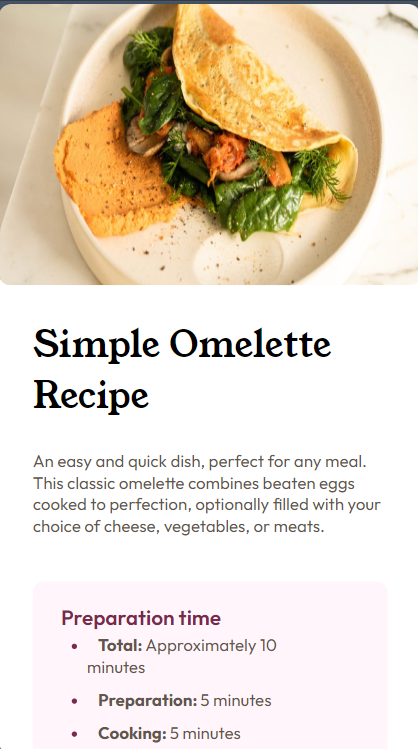 Simple Omelette
Recipe
An easy and quick dish, perfect for any meal.
This classic omelette combines beaten eggs
cooked to perfection, optionally filled with your
choice of cheese, vegetables, or meats.
Preparation time
• Total: Approximately 10
minutes
• Preparation: 5 minutes
• Cooking: 5 minutes